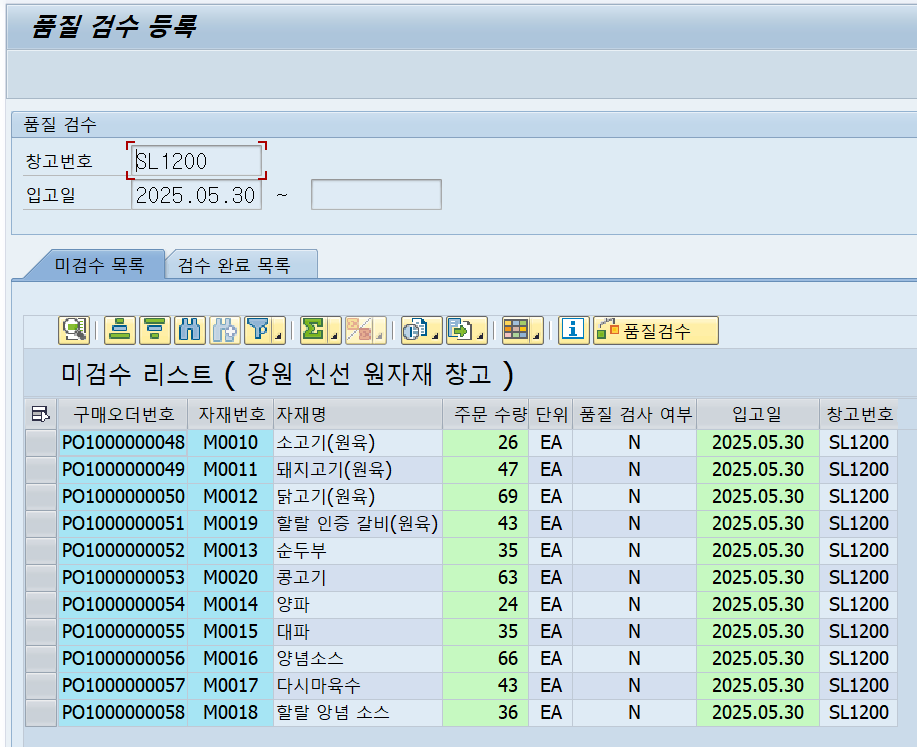 품질 검수 등록
품질 검수
창고번호 SL1200
입고일 2025.05.30 ~
미검수 목록 검수 완료 목록
품질검수
미검수 리스트 ( 강원 신선 원자재 창고 )
구매오더번호 자재번호 자재명 주문 수량 단위 품질 검사 여부 입고일 창고번호
PO1000000048 M0010 소고기(원육) 26 EA N 2025.05.30 SL1200
PO1000000049 M0011 돼지고기(원육) 47 EA N 2025.05.30 SL1200
PO1000000050 M0012 닭고기(원육) 69 EA N 2025.05.30 SL1200
PO1000000051 M0019 할랄 인증 갈비(원육) 43 EA N 2025.05.30 SL1200
PO1000000052 M0013 순두부 35 EA N 2025.05.30 SL1200
PO1000000053 M0020 콩고기 63 EA N 2025.05.30 SL1200
PO1000000054 M0014 양파 24 EA N 2025.05.30 SL1200
PO1000000055 M0015 대파 35 EA N 2025.05.30 SL1200
PO1000000056 M0016 양념소스 66 EA N 2025.05.30 SL1200
PO1000000057 M0017 다시마육수 43 EA N 2025.05.30 SL1200
PO1000000058 M0018 할랄 양념 소스 36 EA N 2025.05.30 SL1200